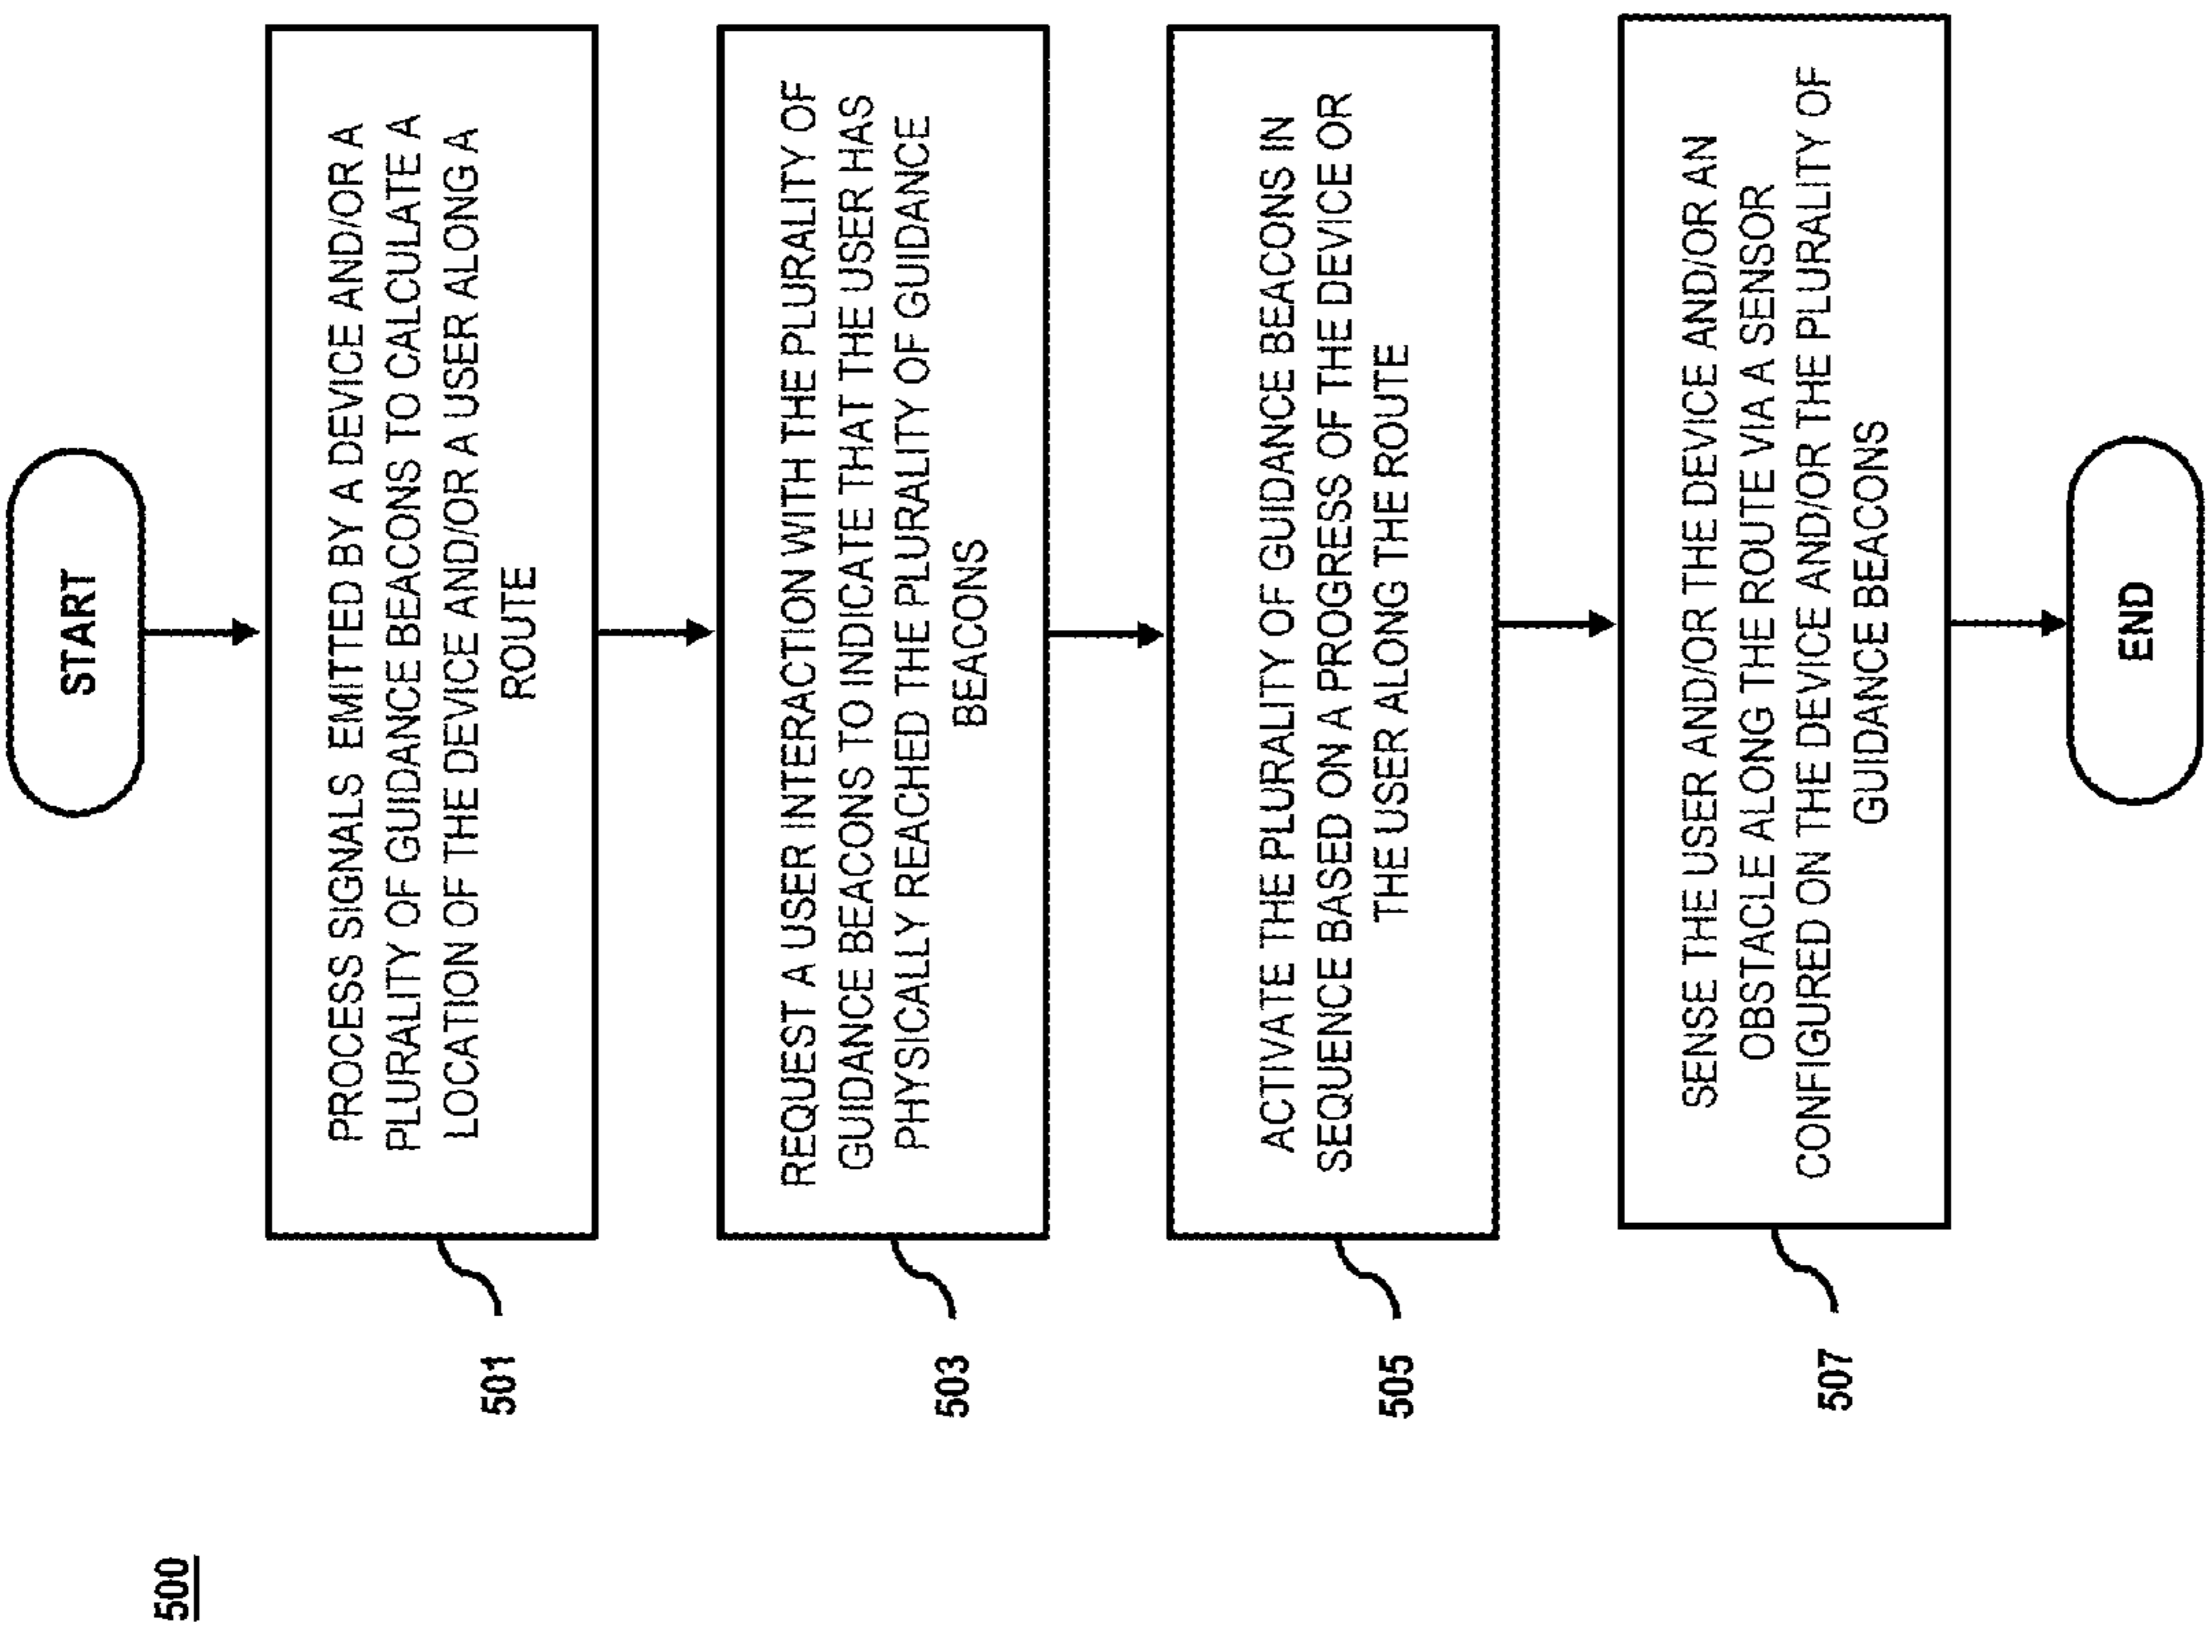 500
START
PROCESS SIGNALS EMITTED BY A DEVICE AND/OR A
PLURALITY OF GUIDANCE BEACONS TO CALCULATE A
LOCATION OF THE DEVICE AND/OR A USER ALONG A
ROUTE
501
REQUEST A USER INTERACTION WITH THE PLURALITY OF
GUIDANCE BEACONS TO INDICATE THAT THE USER HAS
PHYSICALLY REACHED THE PLURALITY OF GUIDANCE
BEACONS
503
ACTIVATE THE PLURALITY OF GUIDANCE BEACONS IN
SEQUENCE BASED ON A PROGRESS OF THE DEVICE OR
THE USER ALONG THE ROUTE
505
SENSE THE USER AND/OR THE DEVICE AND/OR AN
OBSTACLE ALONG THE ROUTE VIA A SENSOR
CONFIGURED ON THE DEVICE AND/OR THE PLURALITY OF
GUIDANCE BEACONS
507
END